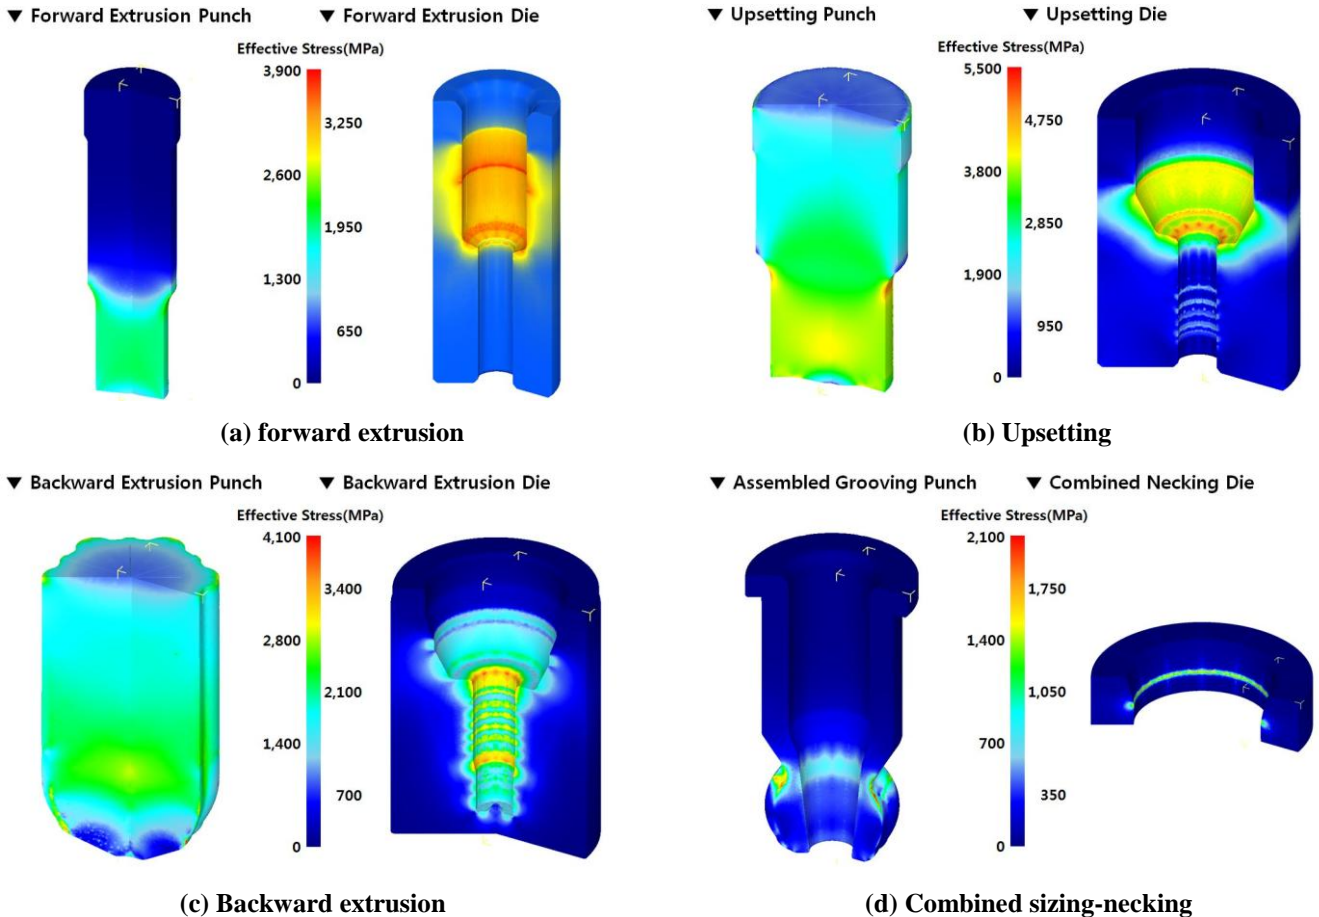 ▼ Forward Extrusion Punch
▼ Forward Extrusion Die
Effective Stress(MPa)
3,900
3,250
2,600
1,950
1,300
650
0
(a) forward extrusion
▼ Upsetting Punch
▼ Upsetting Die
Effective Stress(MPa)
5,500
4,750
3,800
2,850
1,900
950
0
(b) Upsetting
▼ Backward Extrusion Punch
▼ Backward Extrusion Die
Effective Stress(MPa)
4,100
3,400
2,800
2,100
1,400
700
0
(c) Backward extrusion
▼ Assembled Grooving Punch
▼ Combined Necking Die
Effective Stress(MPa)
2,100
1,750
1,400
1,050
700
350
0
(d) Combined sizing-necking